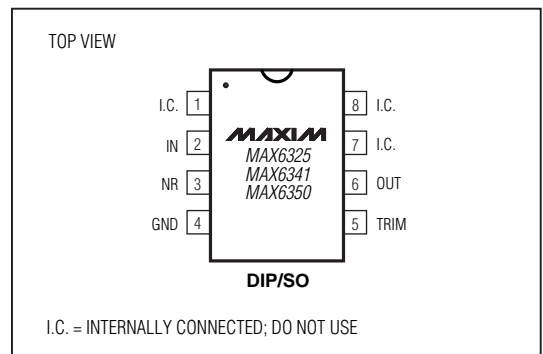 TOP VIEW
I.C. 1
8 I.C.
IN 2
7 I.C.
NR 3
6 OUT
GND 4
5 TRIM
MAXIM
MAX6325
MAX6341
MAX6350
DIP/SO
I.C. = INTERNALLY CONNECTED; DO NOT USE